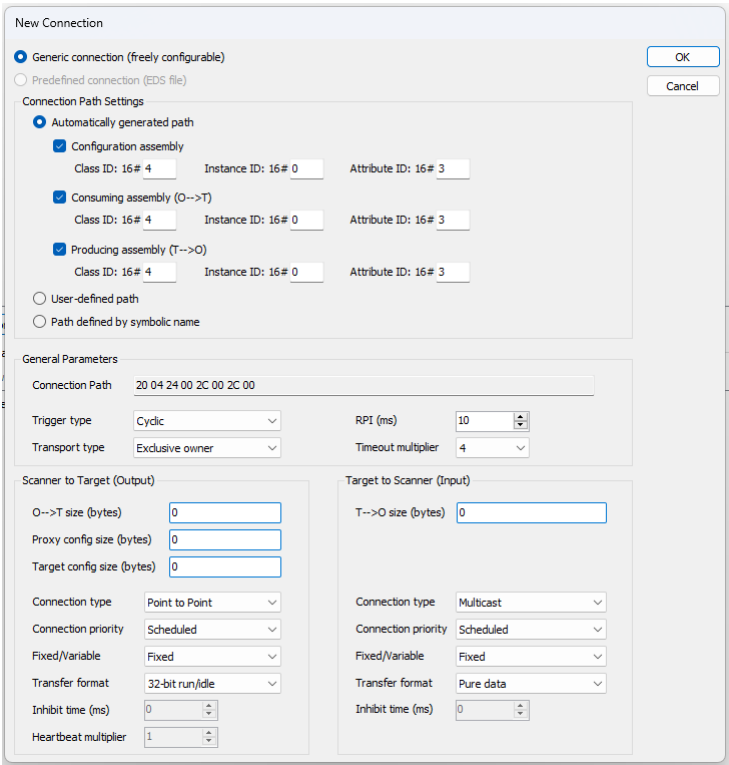 New Connection
Generic connection (freely configurable)
OK
Predefined connection (EDS file)
Cancel
Connection Path Settings
Automatically generated path
Configuration assembly
Class ID: 16# 4 Instance ID: 16# 0 Attribute ID: 16# 3
Consuming assembly (O-->T)
Class ID: 16# 4 Instance ID: 16# 0 Attribute ID: 16# 3
Producing assembly (T-->O)
Class ID: 16# 4 Instance ID: 16# 0 Attribute ID: 16# 3
User-defined path
Path defined by symbolic name
General Parameters
Connection Path 20 04 24 00 2C 00 2C 00
Trigger type Cyclic RPI (ms) 10
Transport type Exclusive owner Timeout multiplier 4
Scanner to Target (Output)
O-->T size (bytes) 0
Proxy config size (bytes) 0
Target config size (bytes) 0
Connection type Point to Point
Connection priority Scheduled
Fixed/Variable Fixed
Transfer format 32-bit run/idle
Inhibit time (ms) 0
Heartbeat multiplier 1
Target to Scanner (Input)
T-->O size (bytes) 0
Connection type Multicast
Connection priority Scheduled
Fixed/Variable Fixed
Transfer format Pure data
Inhibit time (ms) 0